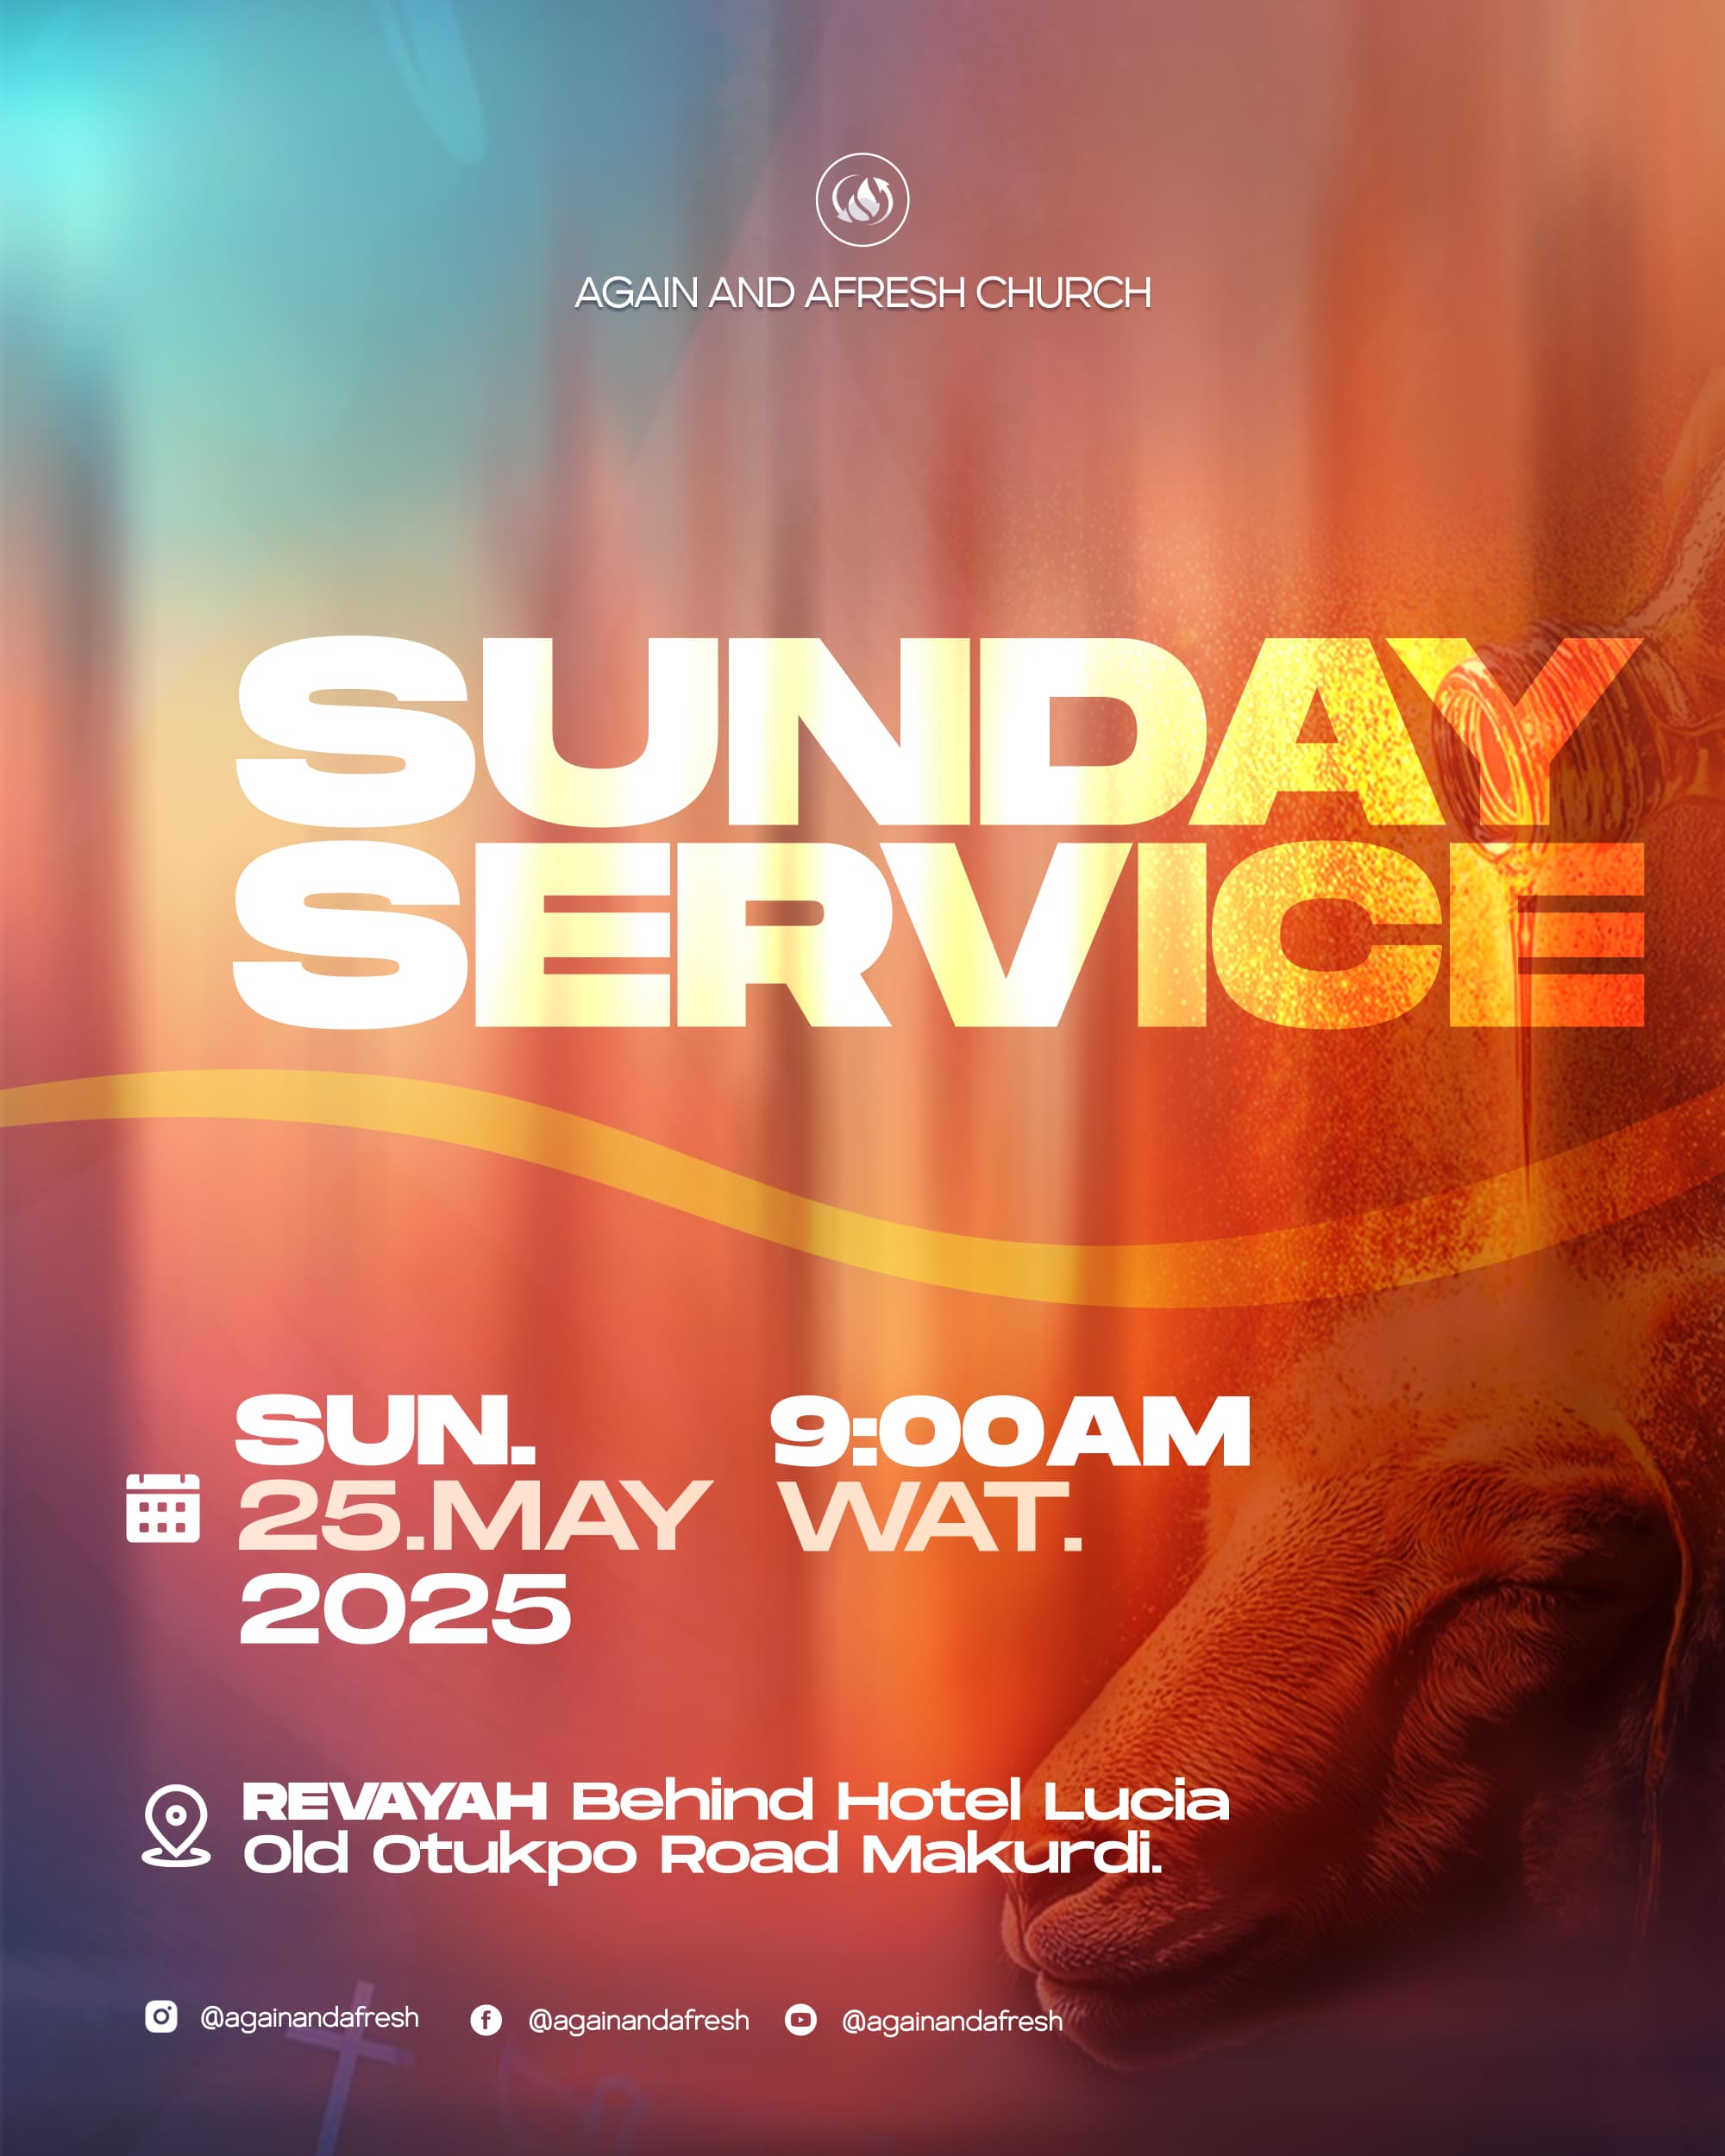 AGAIN AND AFRESH CHURCH
SUNDAY
SERVICE
SUN.
25.MAY
2025
9:00AM
WAT.
REVAYAH Behind Hotel Lucia
Old Otukpo Road Makurdi.
@againandafresh @againandafresh @againandafresh